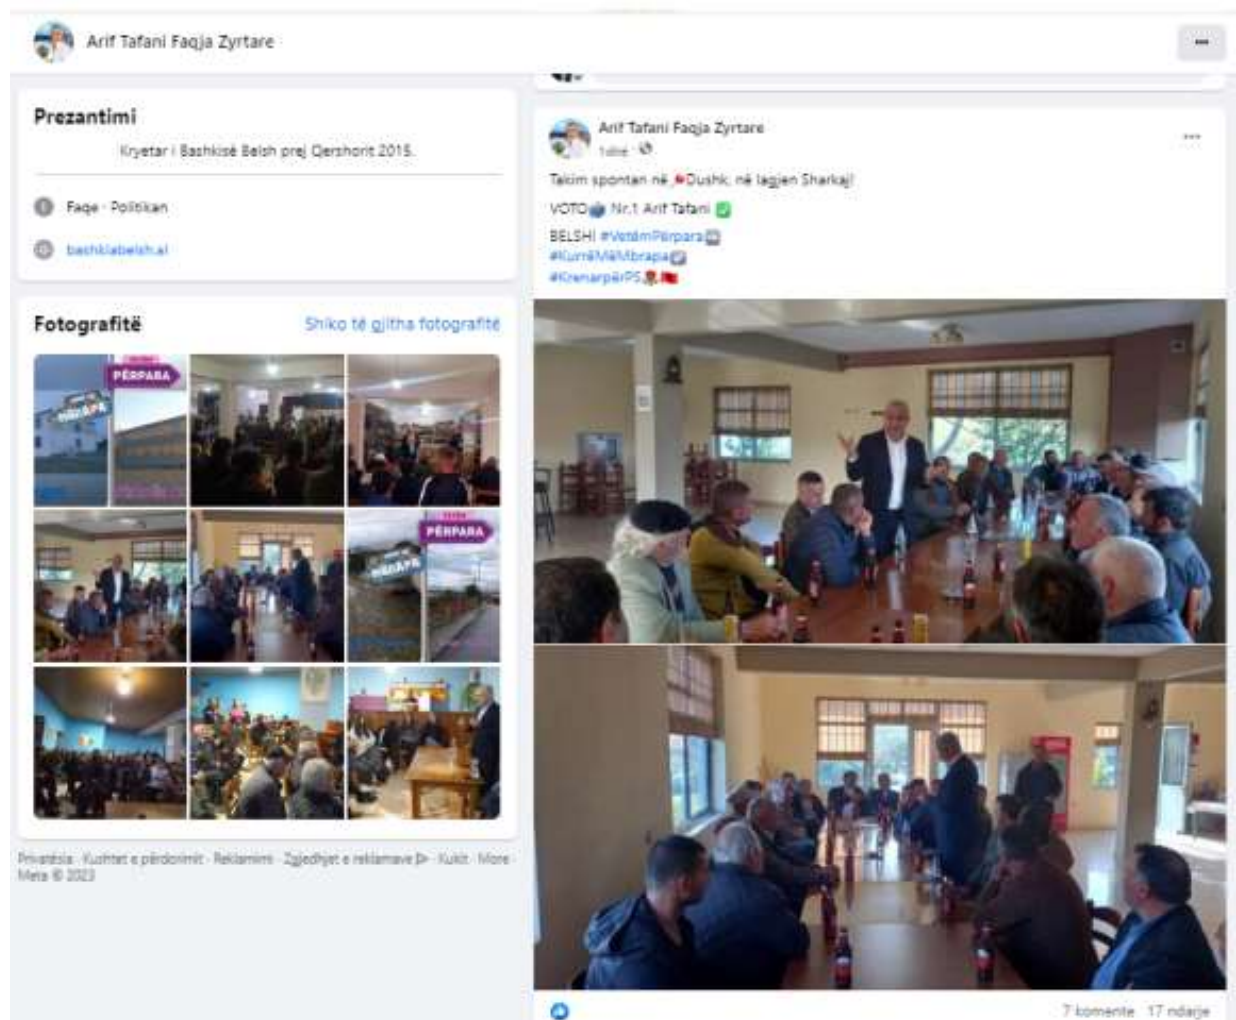 Arif Tafani Faqja Zyrtare
Prezantimi
Kryetar i Bashkisë Belsh prej Qershorit 2015.
Faqe · Politikan
bashkiabelsh.al
Fotografitë
Shiko të gjitha fotografitë
PËRPARA
MBRAPA
PËRPARA
MBRAPA
Privatësia · Kushtet e përdorimit · Reklamimi · Zgjedhjet e reklamave · Kukit · More ·
Meta © 2023
Arif Tafani Faqja Zyrtare
Takim spontan në 📍Dushk, në lagjen Sharkaj!
VOTO🗳️ Nr.1 Arif Tafani ✅
BELSHI #VetëmPërpara➡️
#KurrëMëMbrapa↙️
#KrenarpërPS🌹🇦🇱
7 komente 17 ndarje